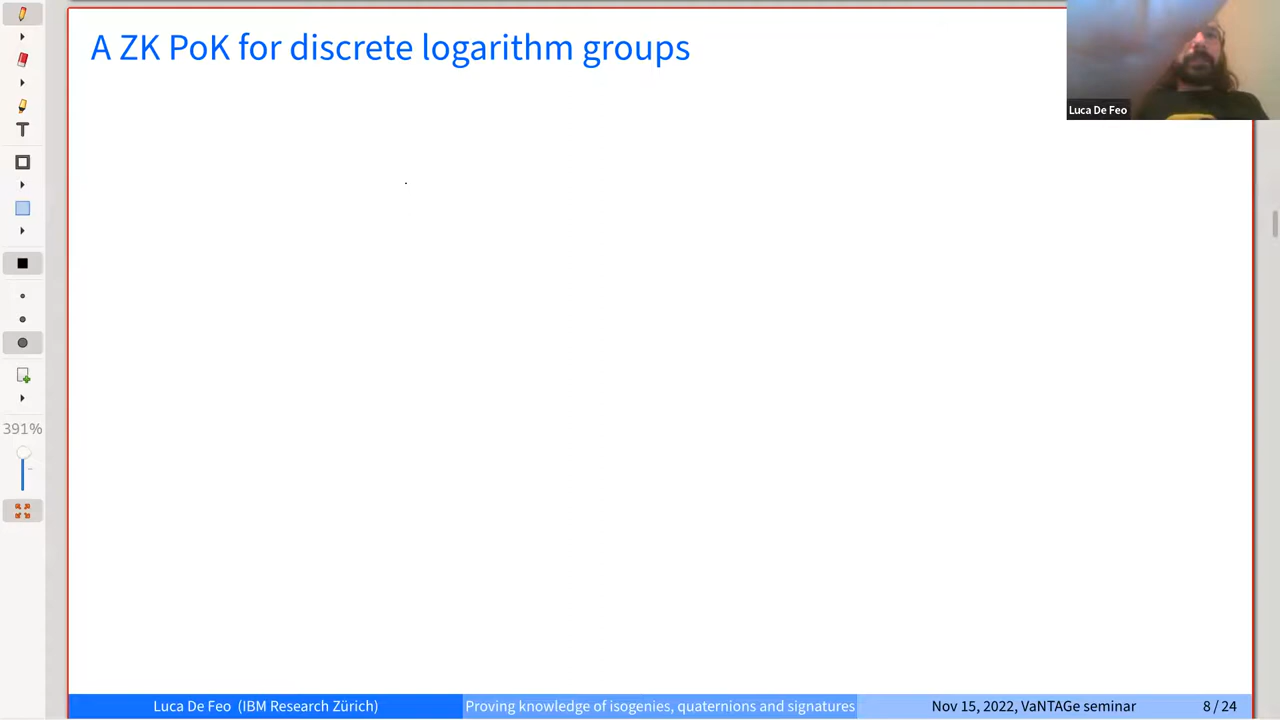 A ZK PoK for discrete logarithm groups
Luca De Feo
T
391%
Luca De Feo (IBM Research Zürich)
Proving knowledge of isogenies, quaternions and signatures
Nov 15, 2022, VaNTAGe seminar
8 / 24